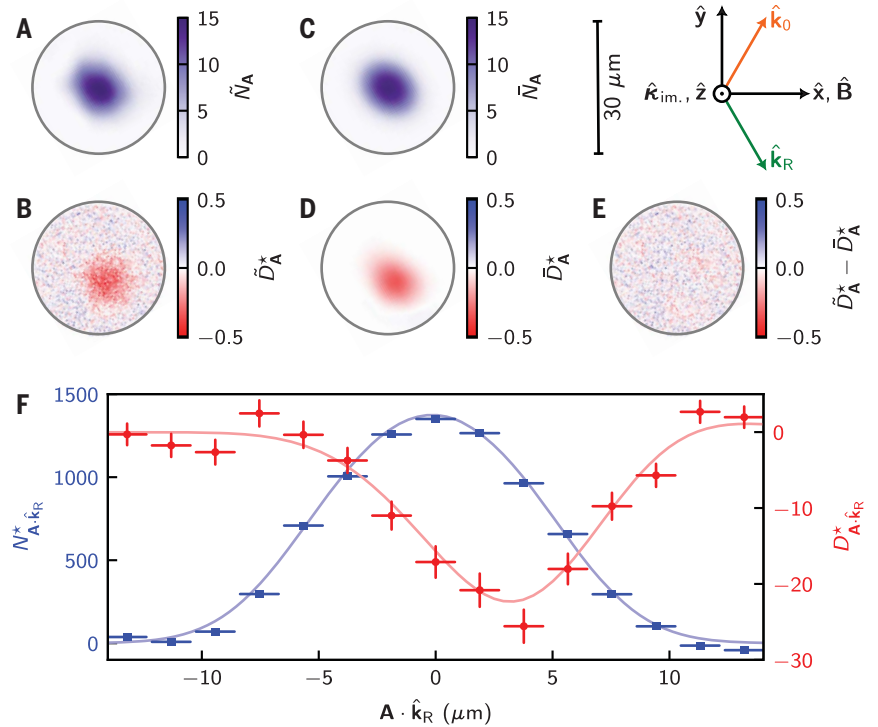 A
15
10
5
0
Ñ_A
C
15
10
5
0
N̄_A
30 μm
ŷ
k̂₀
κ̂_im., ẑ
x̂, B̂
k̂_R
B
0.5
0.0
−0.5
D̃*_A
D
0.5
0.0
−0.5
D̄*_A
E
0.5
0.0
−0.5
D̃*_A − D̄*_A
F
1500
1000
500
0
N*_A·k̂_R
0
−10
−20
−30
D*_A·k̂_R
−10
−5
0
5
10
A · k̂_R (μm)